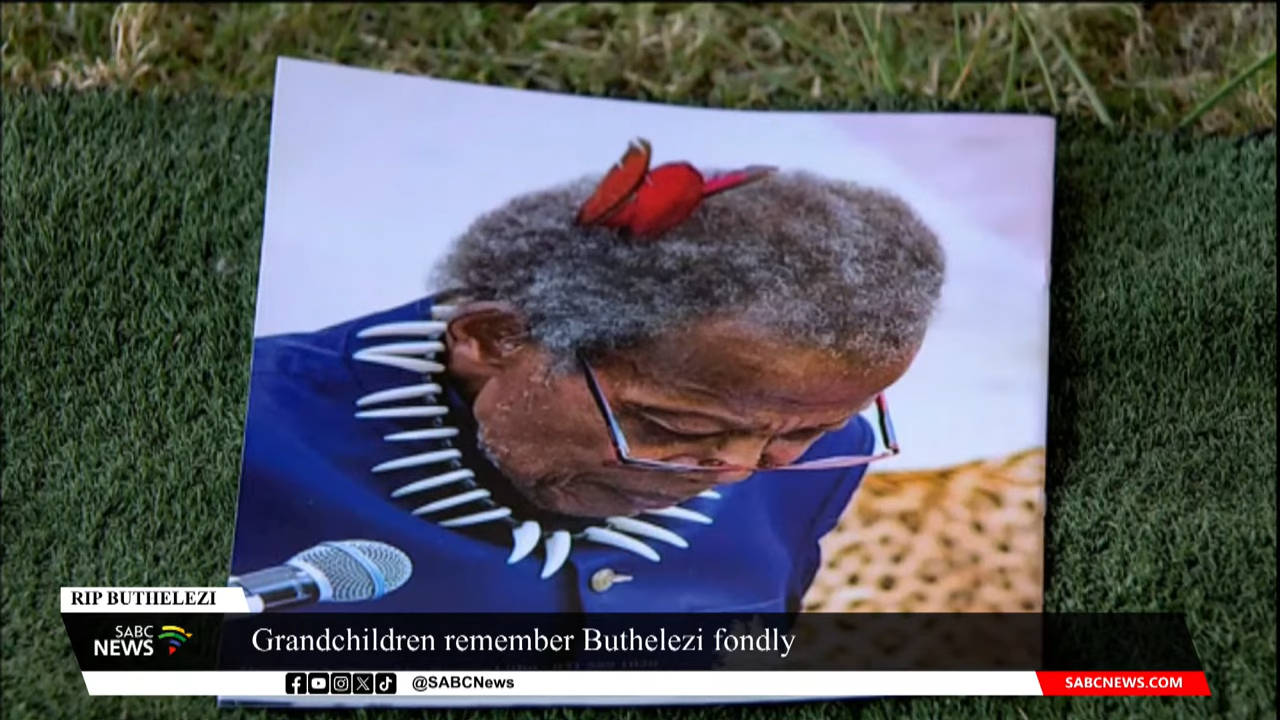 RIP BUTHELEZI
SABC
NEWS
Grandchildren remember Buthelezi fondly
@SABCNews
SABCNEWS.COM